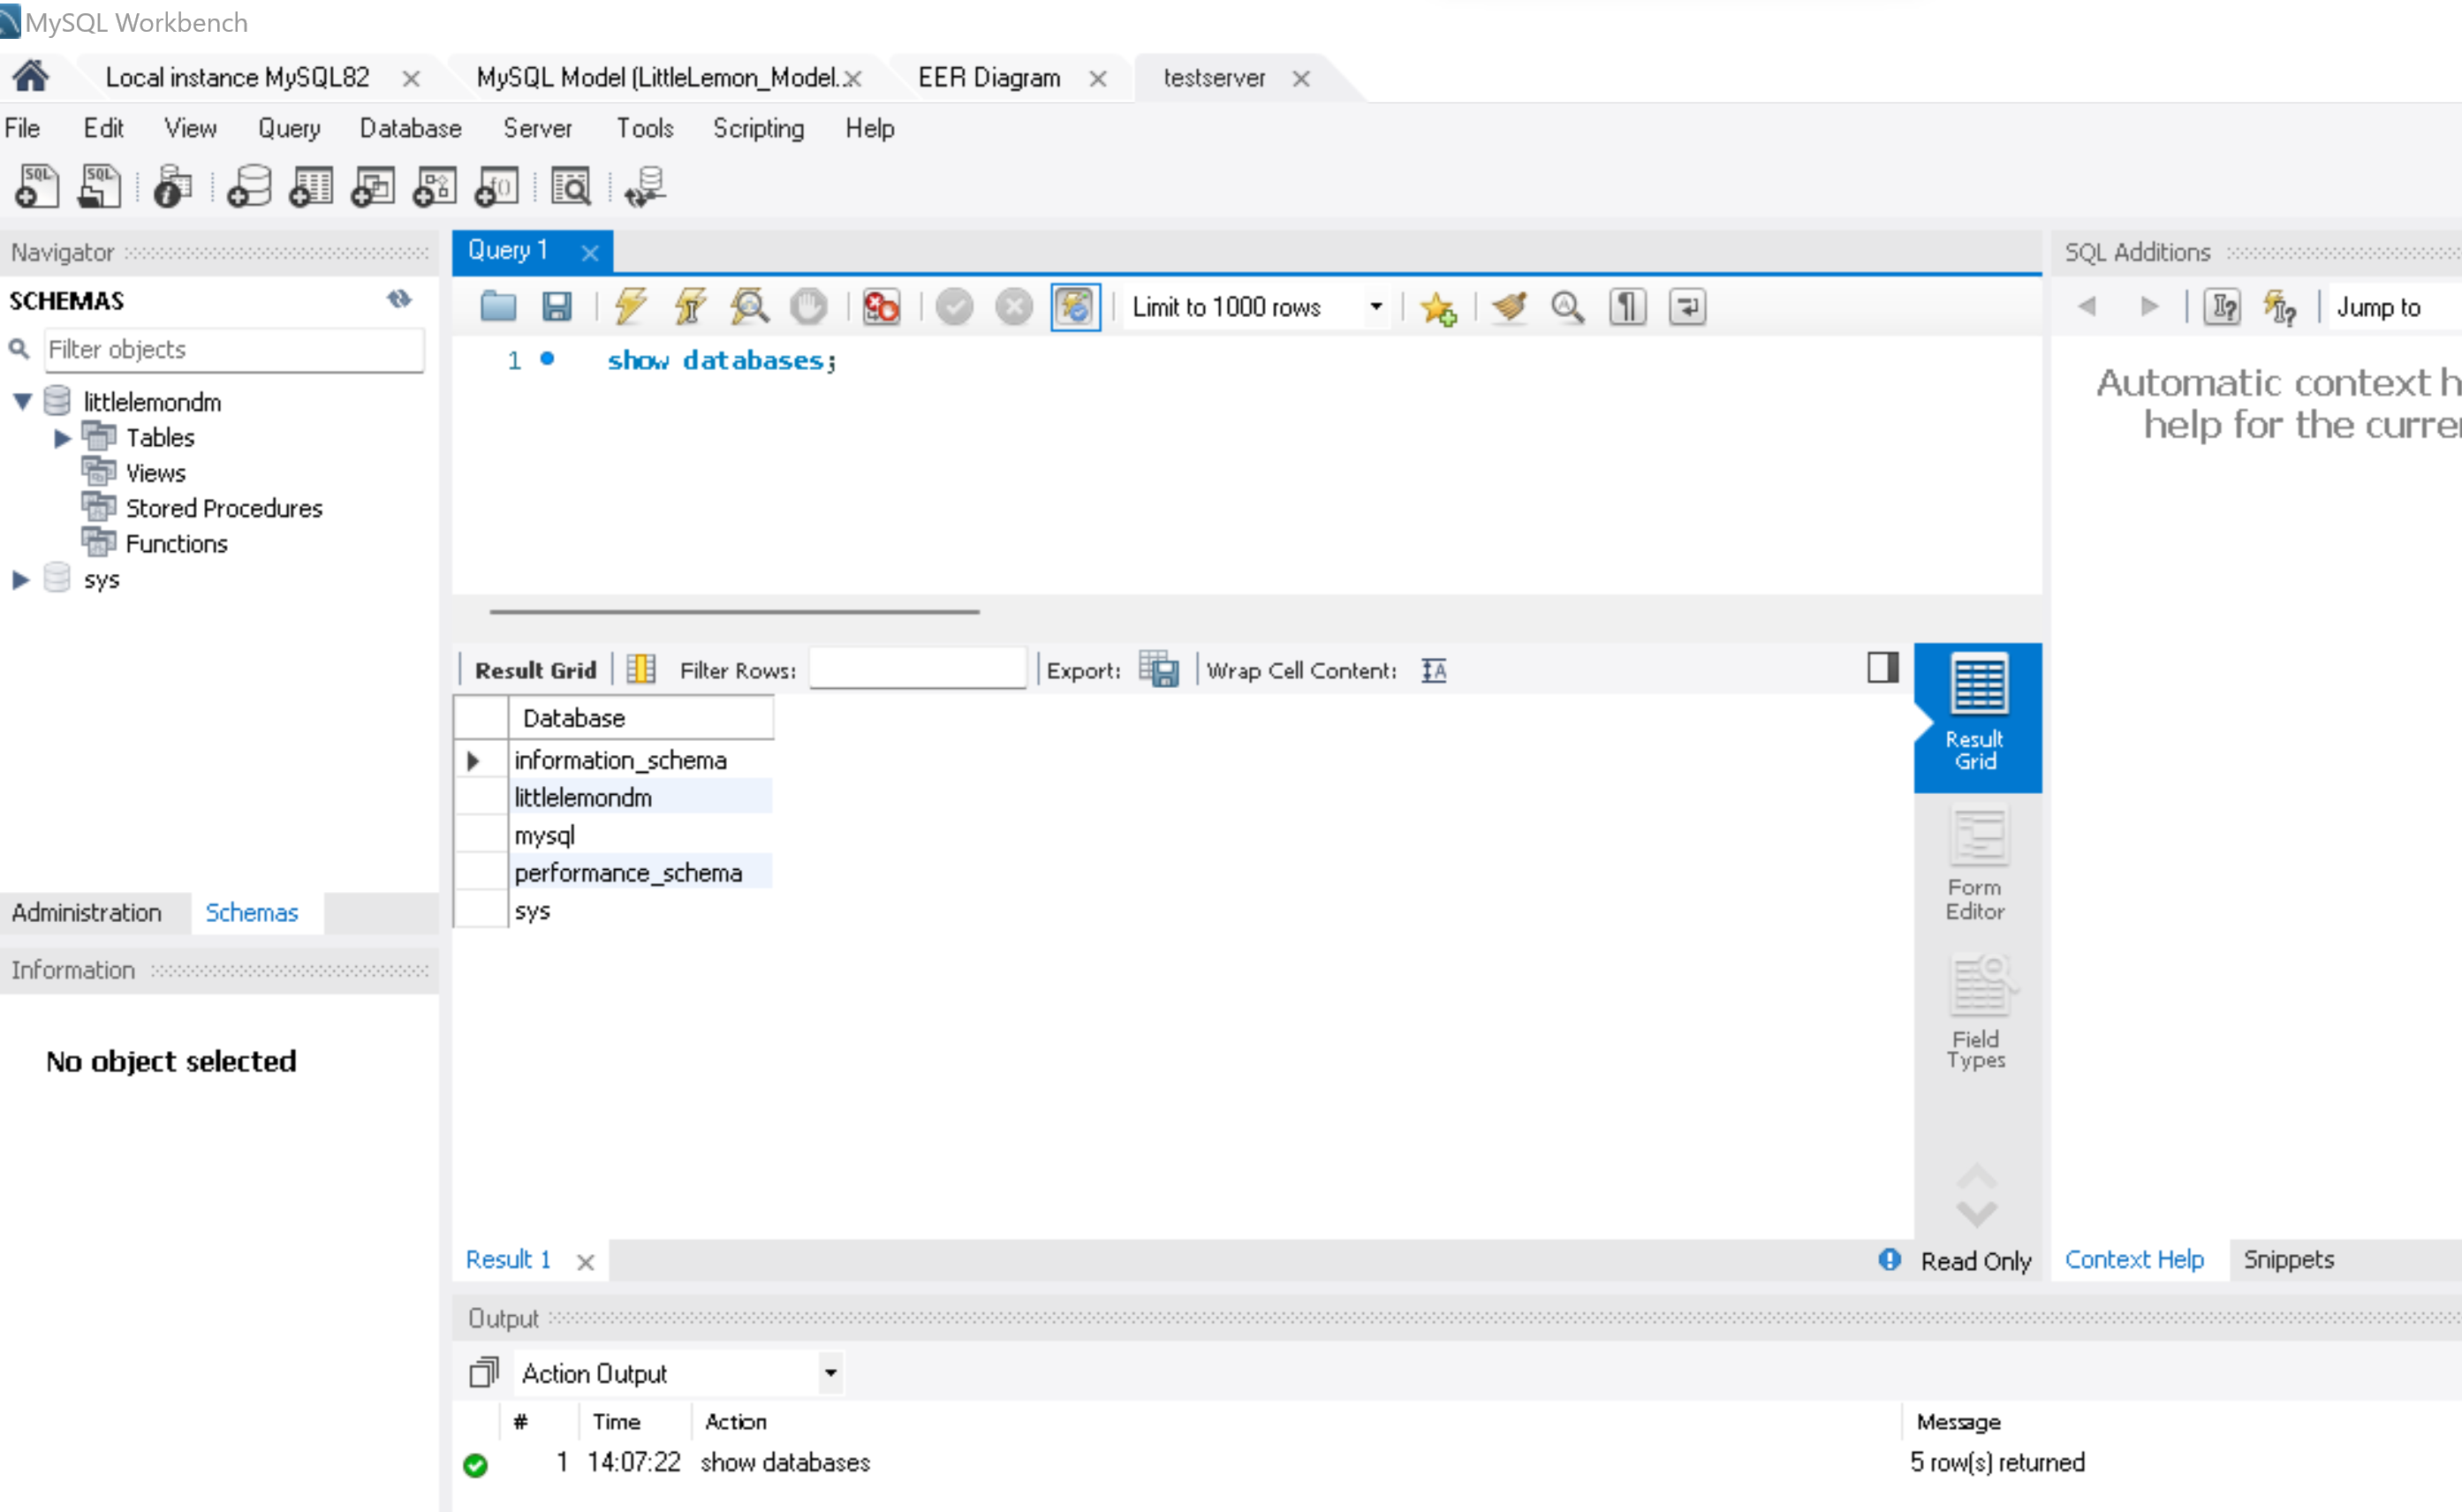 MySQL Workbench
Local instance MySQL82
MySQL Model (LittleLemon_Model..
EER Diagram
testserver
File Edit View Query Database Server Tools Scripting Help
Navigator
SCHEMAS
Filter objects
littlelemondm
Tables
Views
Stored Procedures
Functions
sys
Administration Schemas
Information
No object selected
Query 1
Limit to 1000 rows
1 show databases;
Result Grid Filter Rows: Export: Wrap Cell Content:
Database
information_schema
littlelemondm
mysql
performance_schema
sys
Result
Grid
Form
Editor
Field
Types
Result 1
Read Only
SQL Additions
Jump to
Automatic context h
help for the curre
Context Help Snippets
Output
Action Output
# Time Action Message
1 14:07:22 show databases 5 row(s) returned